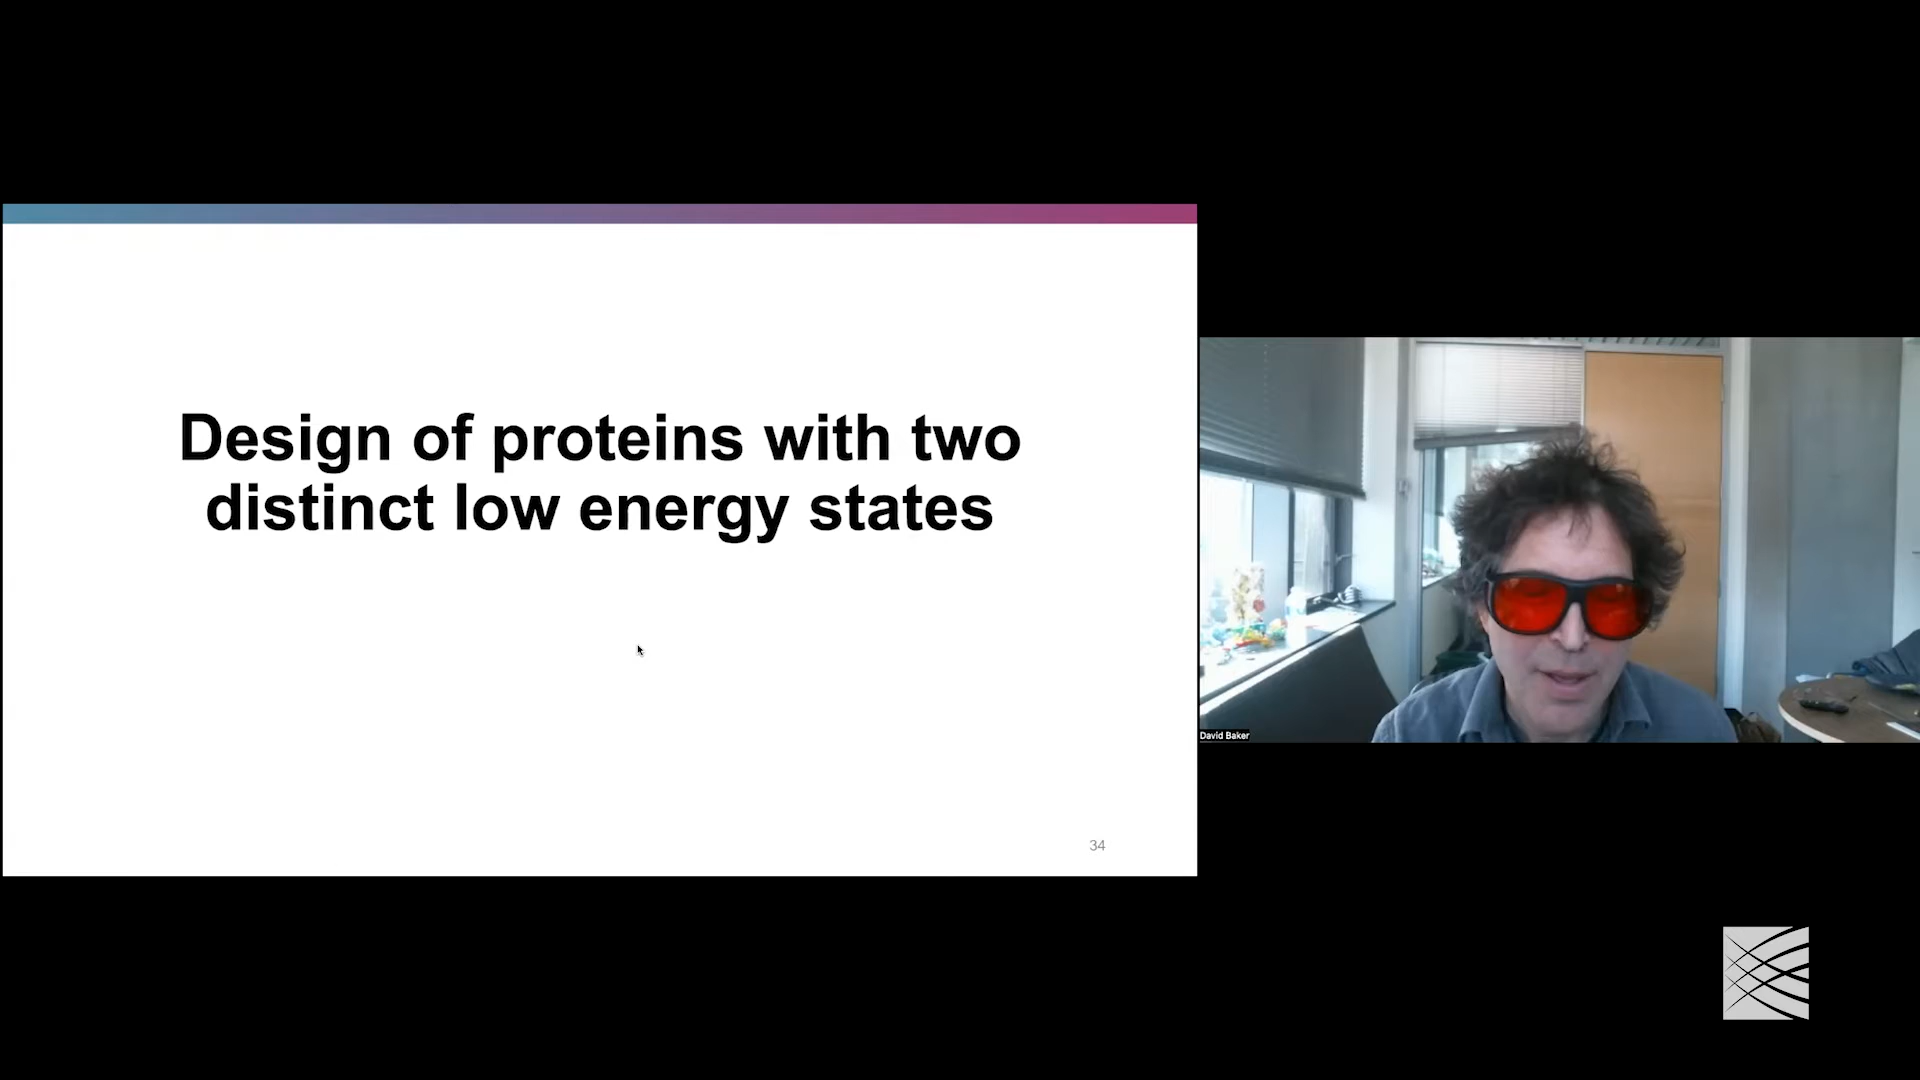 Design of proteins with two
distinct low energy states
34
David Baker